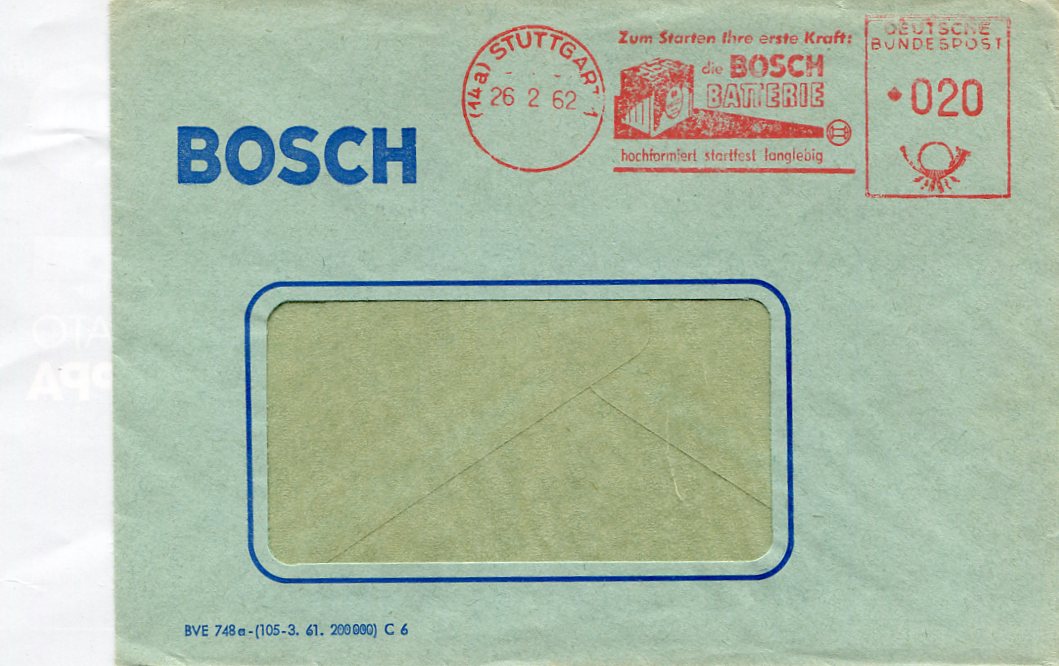 (14a) STUTTGART 1
26 2 62
Zum Starten Ihre erste Kraft:
die BOSCH
BATTERIE
hochformiert startfest langlebig
DEUTSCHE
BUNDESPOST
020
BOSCH
BVE 748a-(105-3. 61. 200000) C 6